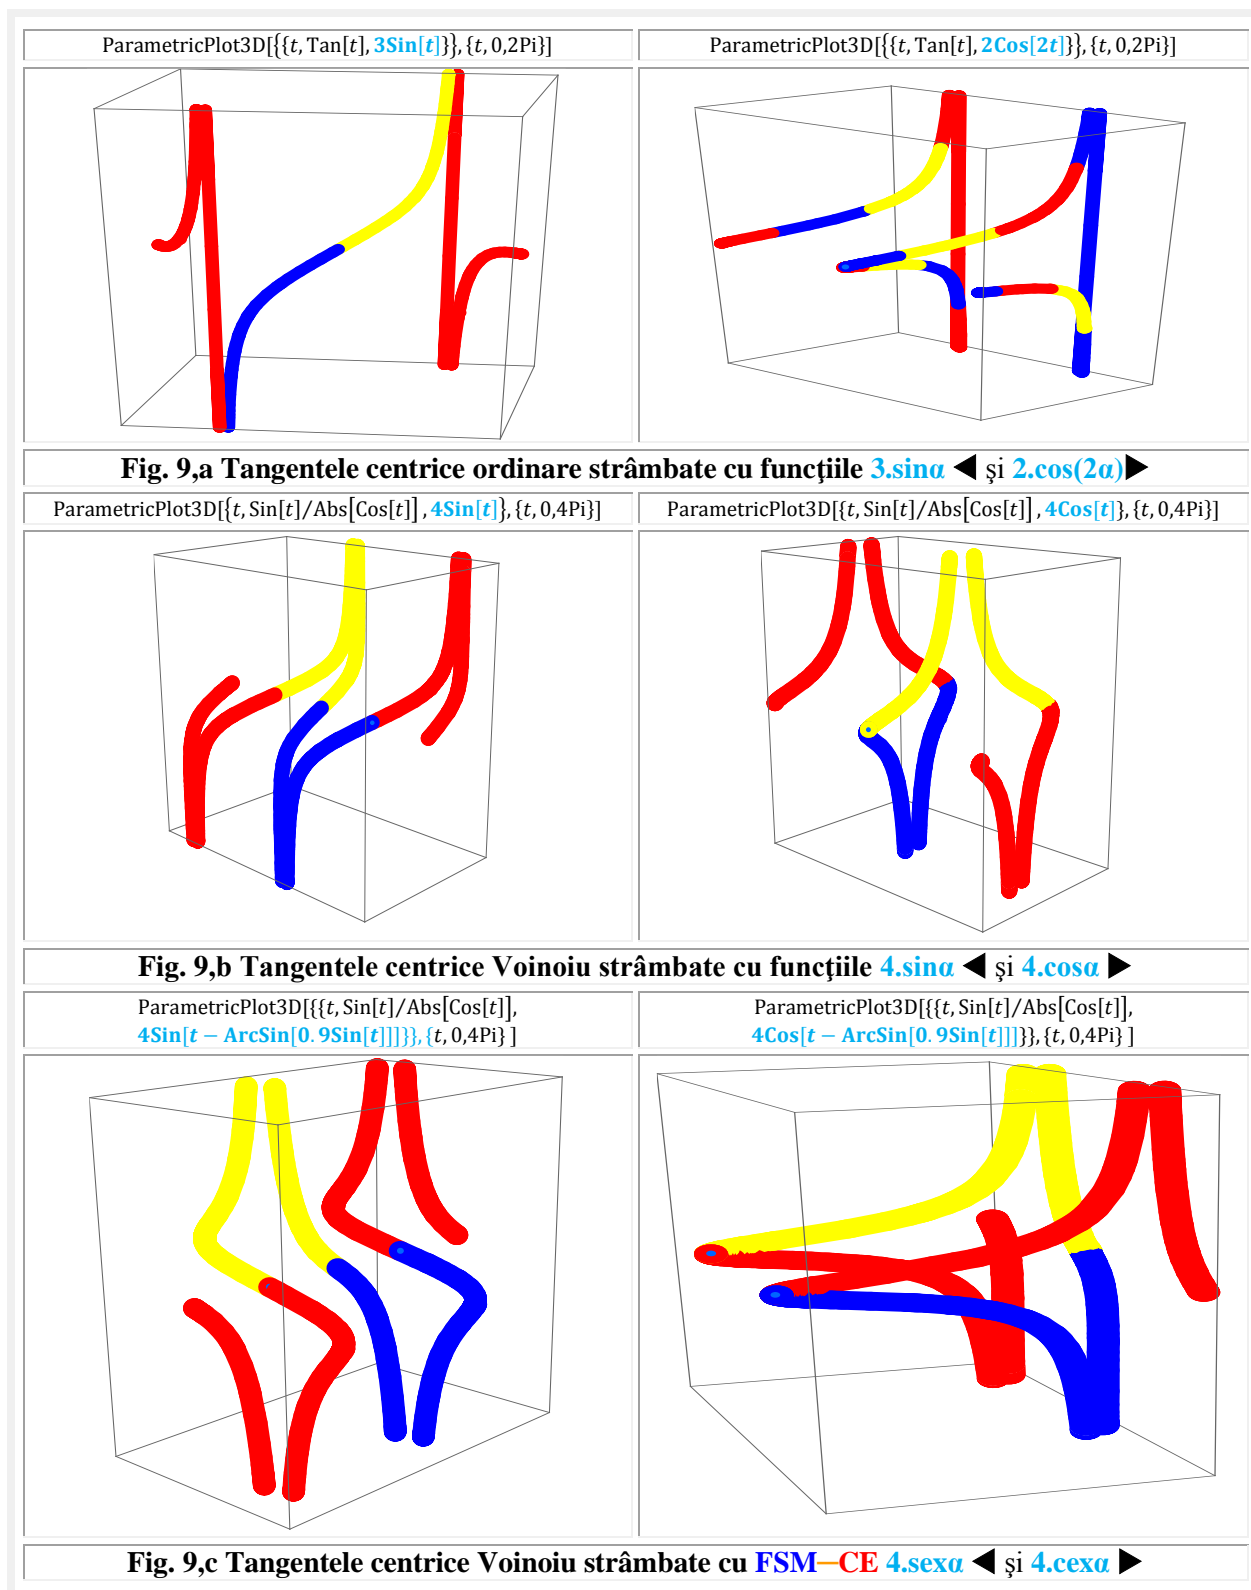 ParametricPlot3D[{{t, Tan[t], 3Sin[t]}}, {t, 0,2Pi}]
ParametricPlot3D[{{t, Tan[t], 2Cos[2t]}}, {t, 0,2Pi}]
Fig. 9,a Tangentele centrice ordinare strâmbate cu funcţiile 3.sinα ◄ şi 2.cos(2α)►
ParametricPlot3D[{t, Sin[t]/Abs[Cos[t]] , 4Sin[t]}, {t, 0,4Pi}]
ParametricPlot3D[{t, Sin[t]/Abs[Cos[t]] , 4Cos[t]}, {t, 0,4Pi}]
Fig. 9,b Tangentele centrice Voinoiu strâmbate cu funcţiile 4.sinα ◄ şi 4.cosα ►
ParametricPlot3D[{{t, Sin[t]/Abs[Cos[t]],
4Sin[t − ArcSin[0.9Sin[t]]]}}, {t, 0,4Pi} ]
ParametricPlot3D[{{t, Sin[t]/Abs[Cos[t]],
4Cos[t − ArcSin[0.9Sin[t]]]}}, {t, 0,4Pi} ]
Fig. 9,c Tangentele centrice Voinoiu strâmbate cu FSM—CE 4.sexα ◄ şi 4.cexα ►